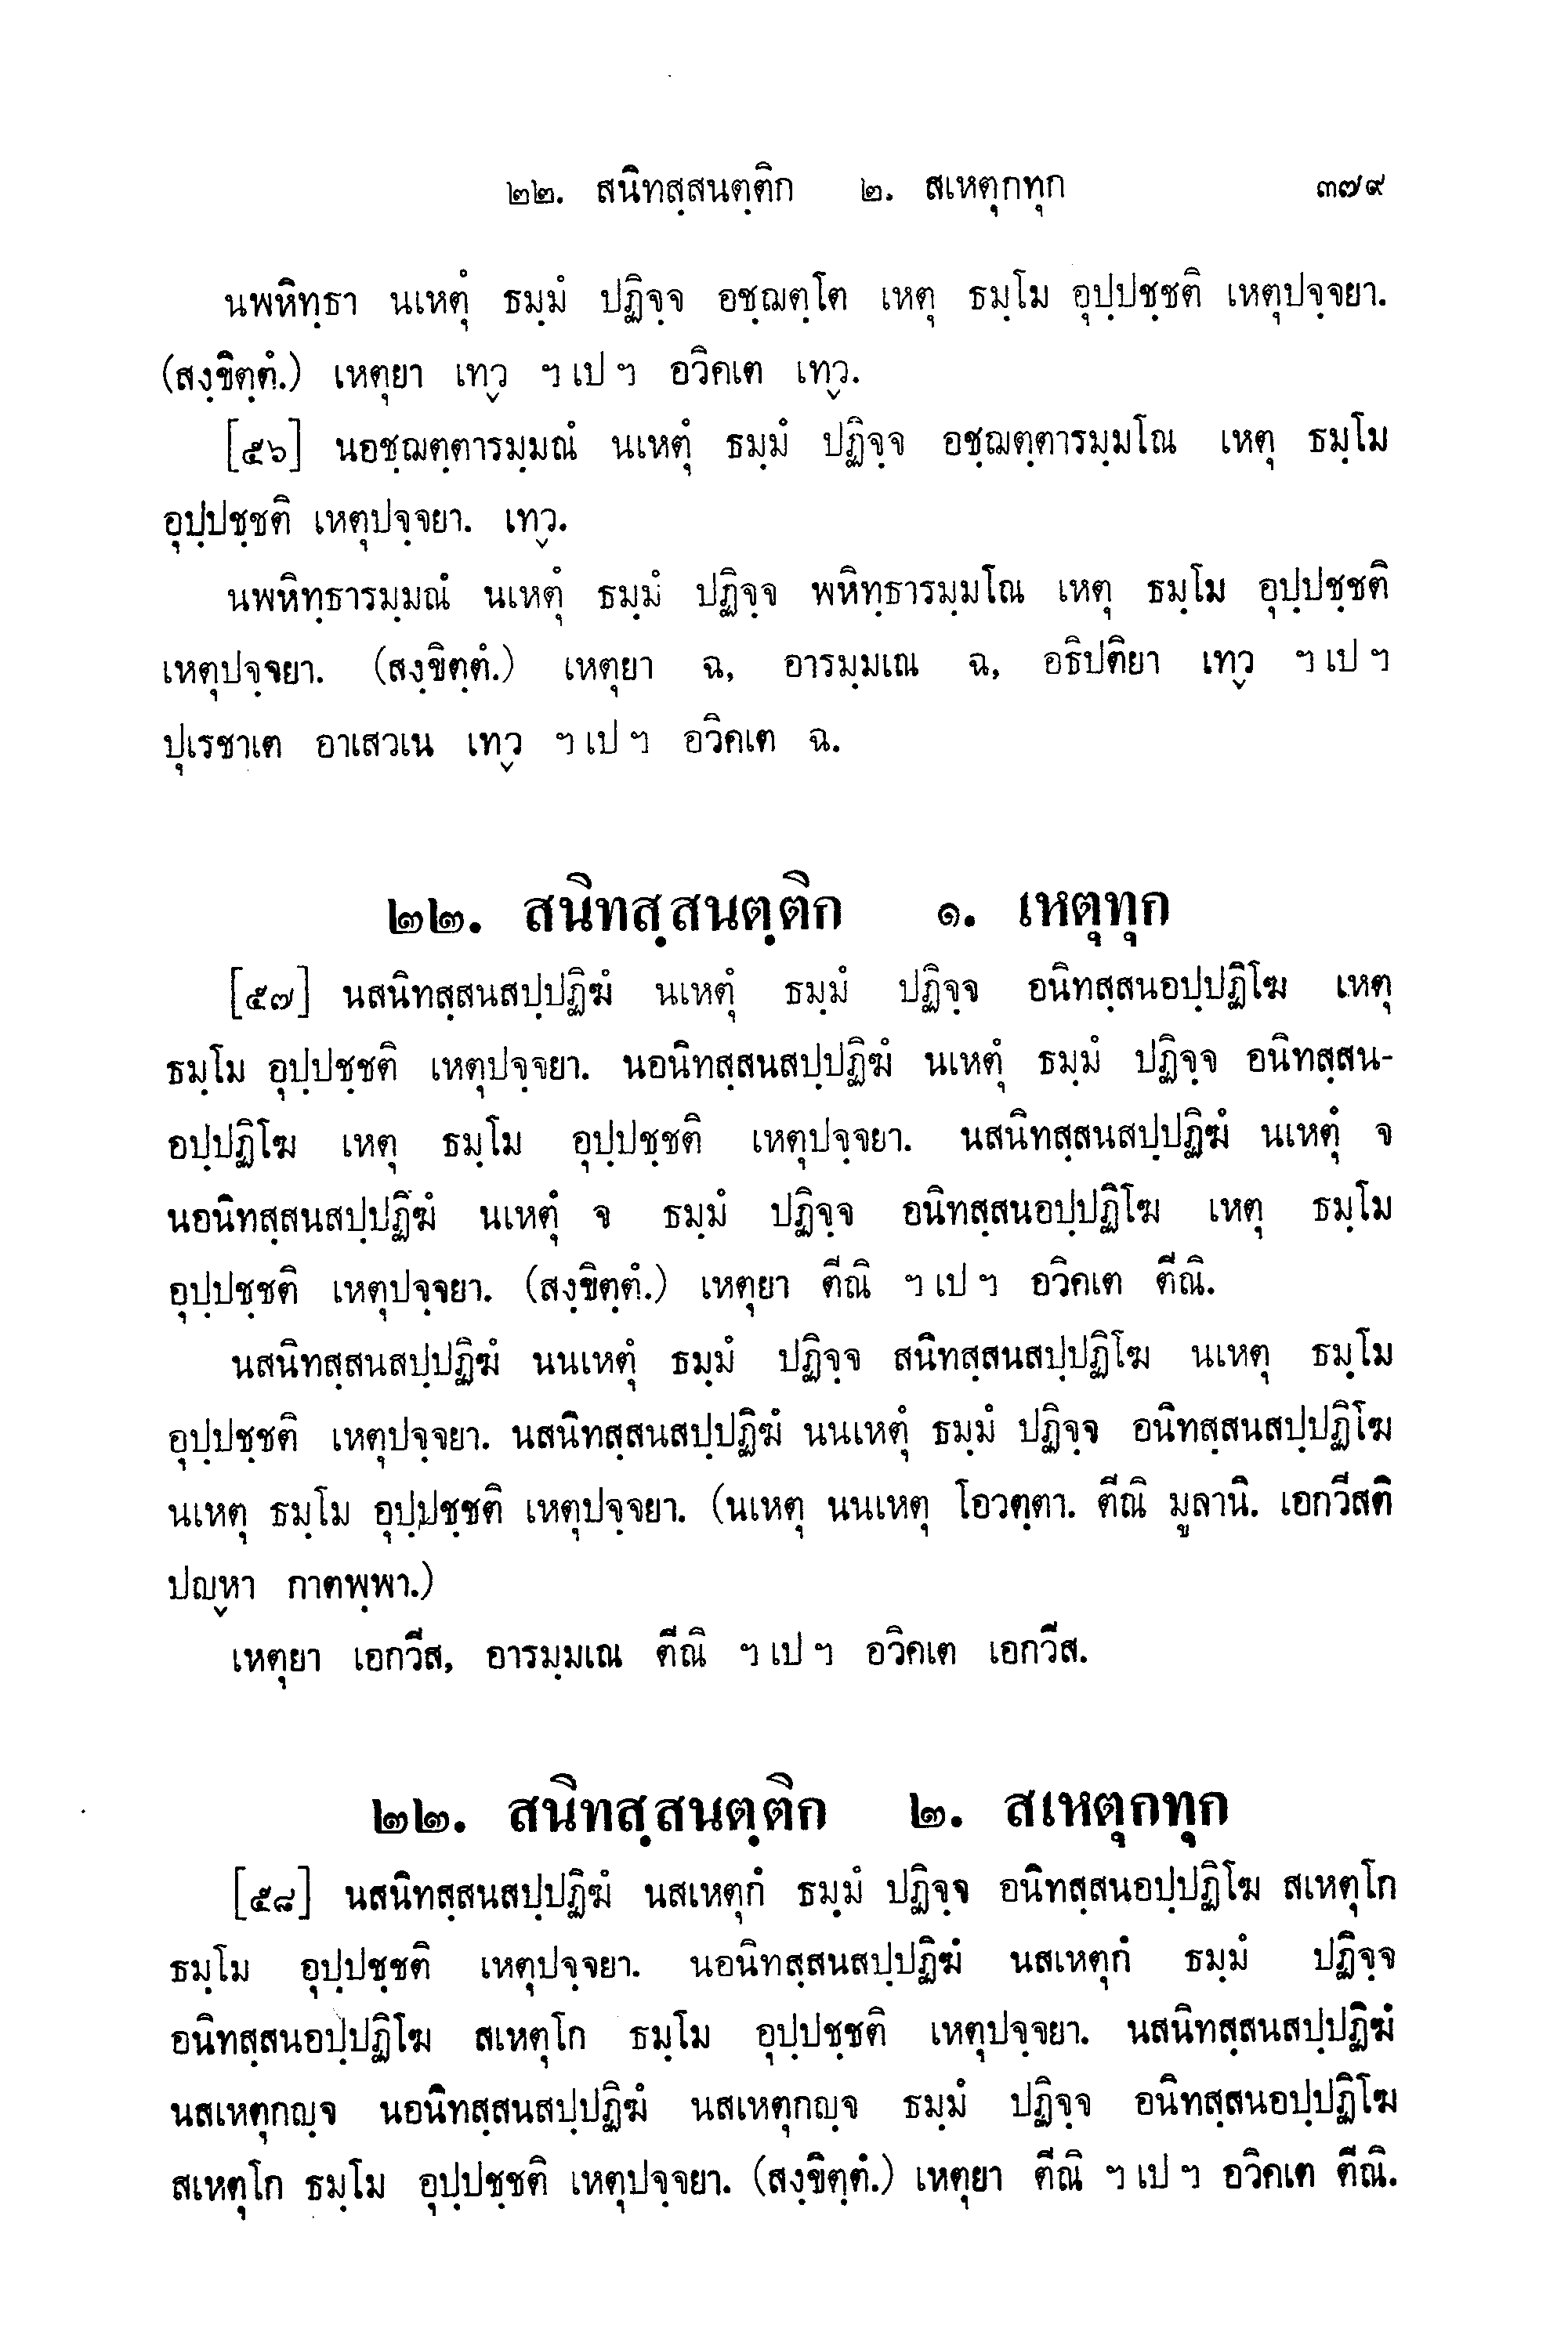 ๒๒. สนิทสฺสนตฺติก ๒. สเหตุกทุก ๓๗๙
นพหิทฺธา นเหตุํ ธมฺมํ ปฏิจฺจ อชฺฌตฺโต เหตุ ธมฺโม อุปฺปชฺชติ เหตุปจฺจยา.
(สงฺขิตฺตํ.) เหตุยา เทฺว ฯ เป ฯ อวิคเต เทฺว.
[๕๖] นอชฺฌตฺตารมฺมณํ นเหตุํ ธมฺมํ ปฏิจฺจ อชฺฌตฺตารมฺมโณ เหตุ ธมฺโม
อุปฺปชฺชติ เหตุปจฺจยา. เทฺว.
นพหิทฺธารมฺมณํ นเหตุํ ธมฺมํ ปฏิจฺจ พหิทฺธารมฺมโณ เหตุ ธมฺโม อุปฺปชฺชติ
เหตุปจฺจยา. (สงฺขิตฺตํ.) เหตุยา ฉ, อารมฺมเณ ฉ, อธิปติยา เทฺว ฯ เป ฯ
ปุเรชาเต อาเสวเน เทฺว ฯ เป ฯ อวิคเต ฉ.
๒๒. สนิทสฺสนตฺติก ๑. เหตุทุก
[๕๗] นสนิทสฺสนสปฺปฏิฆํ นเหตุํ ธมฺมํ ปฏิจฺจ อนิทสฺสนอปฺปฏิโฆ เหตุ
ธมฺโม อุปฺปชฺชติ เหตุปจฺจยา. นอนิทสฺสนสปฺปฏิฆํ นเหตุํ ธมฺมํ ปฏิจฺจ อนิทสฺสน-
อปฺปฏิโฆ เหตุ ธมฺโม อุปฺปชฺชติ เหตุปจฺจยา. นสนิทสฺสนสปฺปฏิฆํ นเหตุํ จ
นอนิทสฺสนสปฺปฏิฆํ นเหตุํ จ ธมฺมํ ปฏิจฺจ อนิทสฺสนอปฺปฏิโฆ เหตุ ธมฺโม
อุปฺปชฺชติ เหตุปจฺจยา. (สงฺขิตฺตํ.) เหตุยา ตีณิ ฯ เป ฯ อวิคเต ตีณิ.
นสนิทสฺสนสปฺปฏิฆํ นนเหตุํ ธมฺมํ ปฏิจฺจ สนิทสฺสนสปฺปฏิโฆ นเหตุ ธมฺโม
อุปฺปชฺชติ เหตุปจฺจยา. นสนิทสฺสนสปฺปฏิฆํ นนเหตุํ ธมฺมํ ปฏิจฺจ อนิทสฺสนสปฺปฏิโฆ
นเหตุ ธมฺโม อุปฺปชฺชติ เหตุปจฺจยา. (นเหตุ นนเหตุ โอวตฺตา. ตีณิ มูลานิ. เอกวีสติ
ปญฺหา กาตพฺพา.)
เหตุยา เอกวีส, อารมฺมเณ ตีณิ ฯ เป ฯ อวิคเต เอกวีส.
๒๒. สนิทสฺสนตฺติก ๒. สเหตุกทุก
[๕๘] นสนิทสฺสนสปฺปฏิฆํ นสเหตุกํ ธมฺมํ ปฏิจฺจ อนิทสฺสนอปฺปฏิโฆ สเหตุโก
ธมฺโม อุปฺปชฺชติ เหตุปจฺจยา. นอนิทสฺสนสปฺปฏิฆํ นสเหตุกํ ธมฺมํ ปฏิจฺจ
อนิทสฺสนอปฺปฏิโฆ สเหตุโก ธมฺโม อุปฺปชฺชติ เหตุปจฺจยา. นสนิทสฺสนสปฺปฏิฆํ
นสเหตุกญฺจ นอนิทสฺสนสปฺปฏิฆํ นสเหตุกญฺจ ธมฺมํ ปฏิจฺจ อนิทสฺสนอปฺปฏิโฆ
สเหตุโก ธมฺโม อุปฺปชฺชติ เหตุปจฺจยา. (สงฺขิตฺตํ.) เหตุยา ตีณิ ฯ เป ฯ อวิคเต ตีณิ.